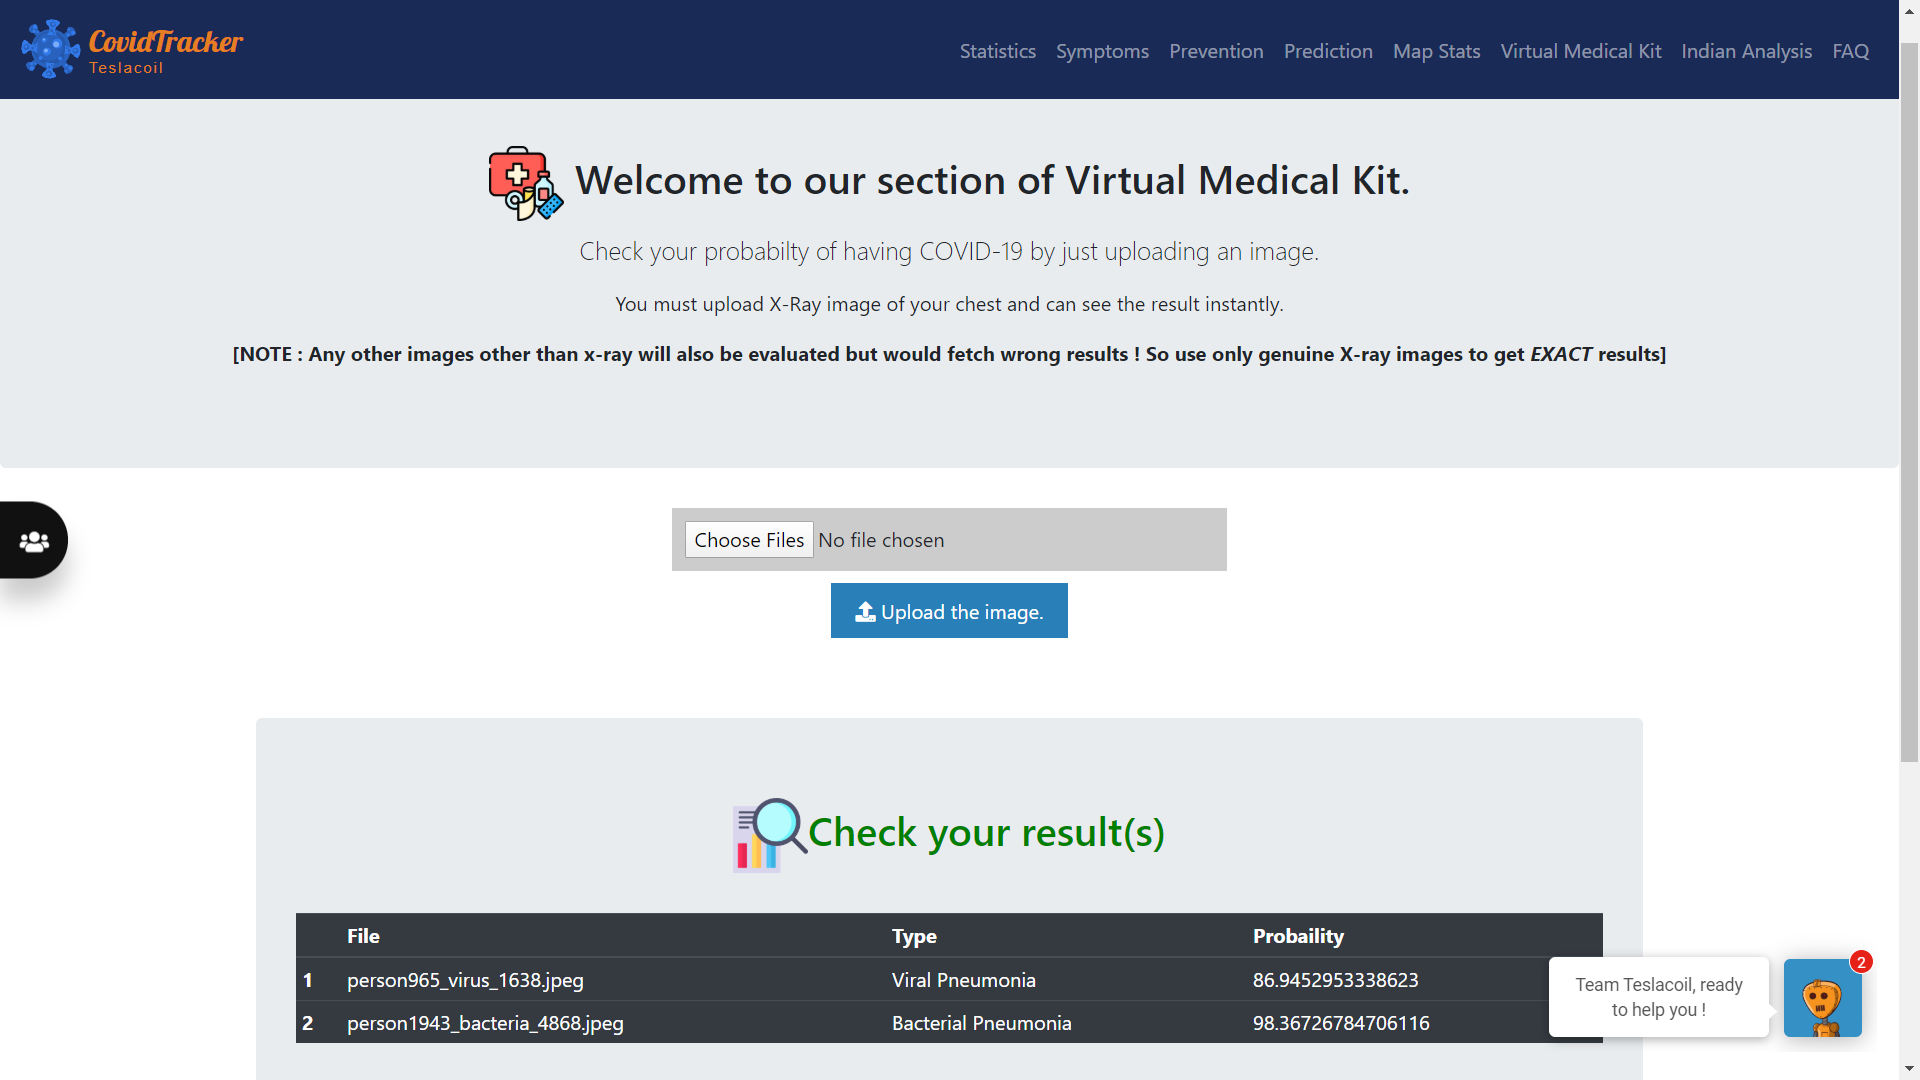 CovidTracker
Teslacoil
Statistics Symptoms Prevention Prediction Map Stats Virtual Medical Kit Indian Analysis FAQ
Welcome to our section of Virtual Medical Kit.
Check your probabilty of having COVID-19 by just uploading an image.
You must upload X-Ray image of your chest and can see the result instantly.
[NOTE : Any other images other than x-ray will also be evaluated but would fetch wrong results ! So use only genuine X-ray images to get EXACT results]
Choose Files No file chosen
Upload the image.
Check your result(s)
File Type Probaility
1 person965_virus_1638.jpeg Viral Pneumonia 86.9452953338623
2 person1943_bacteria_4868.jpeg Bacterial Pneumonia 98.36726784706116
Team Teslacoil, ready
to help you !
2